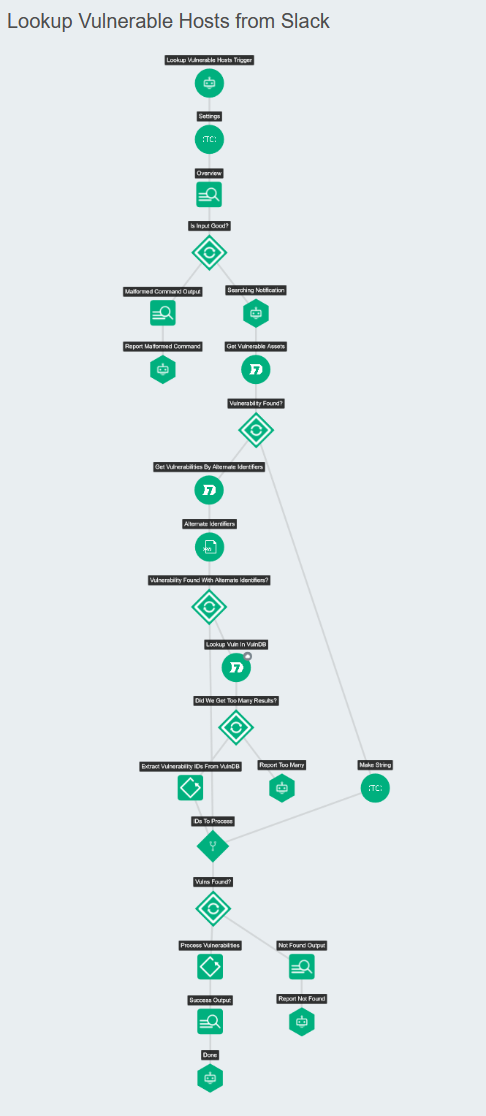 Lookup Vulnerable Hosts from Slack
Lookup Vulnerable Hosts Trigger
Settings
:TC:
Overview
Is Input Good?
Malformed Command Output
Searching Notification
Report Malformed Command
Get Vulnerable Assets
Vulnerability Found?
Get Vulnerabilities By Alternate Identifiers
Alternate Identifiers
Vulnerability Found With Alternate Identifiers?
Lookup Vuln In VulnDB
Did We Get Too Many Results?
Extract Vulnerability IDs From VulnDB
Report Too Many
Make String
:TC:
IDs To Process
Vulns Found?
Process Vulnerabilities
Not Found Output
Success Output
Report Not Found
Done